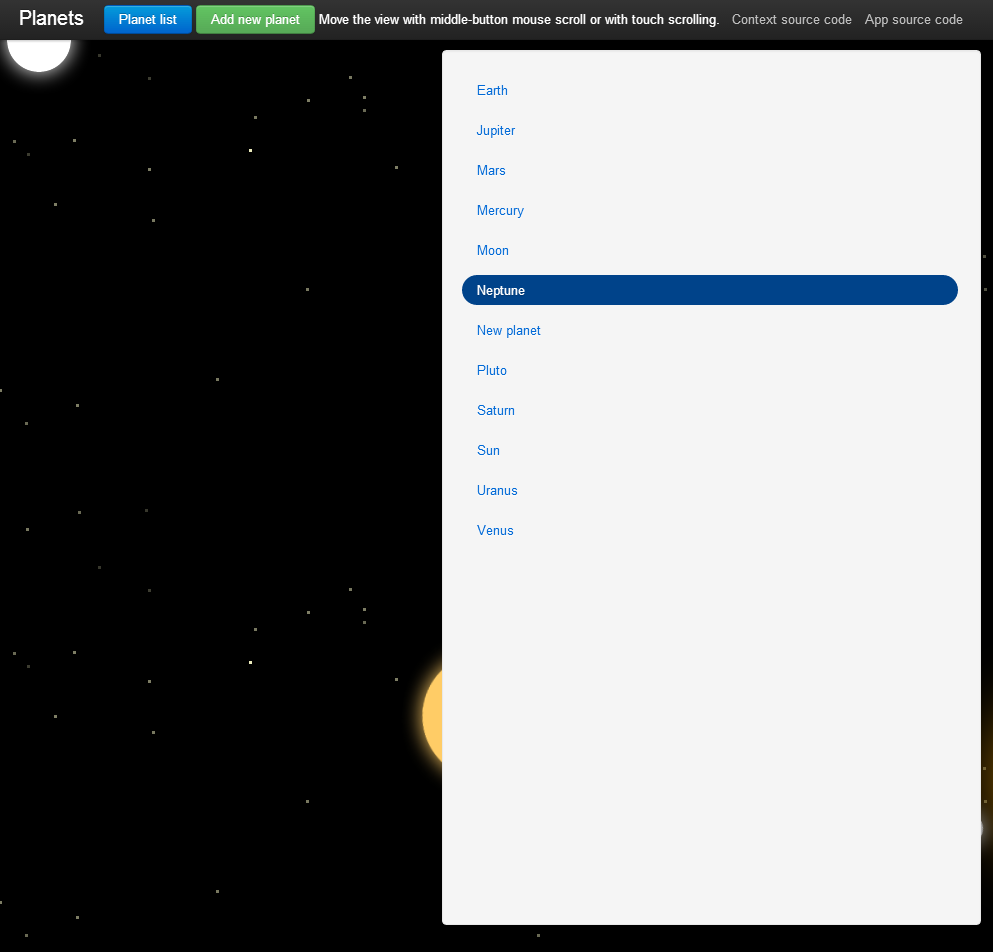 Planets Planet list Add new planet Move the view with middle-button mouse scroll or with touch scrolling. Context source code App source code
Earth
Jupiter
Mars
Mercury
Moon
Neptune
New planet
Pluto
Saturn
Sun
Uranus
Venus